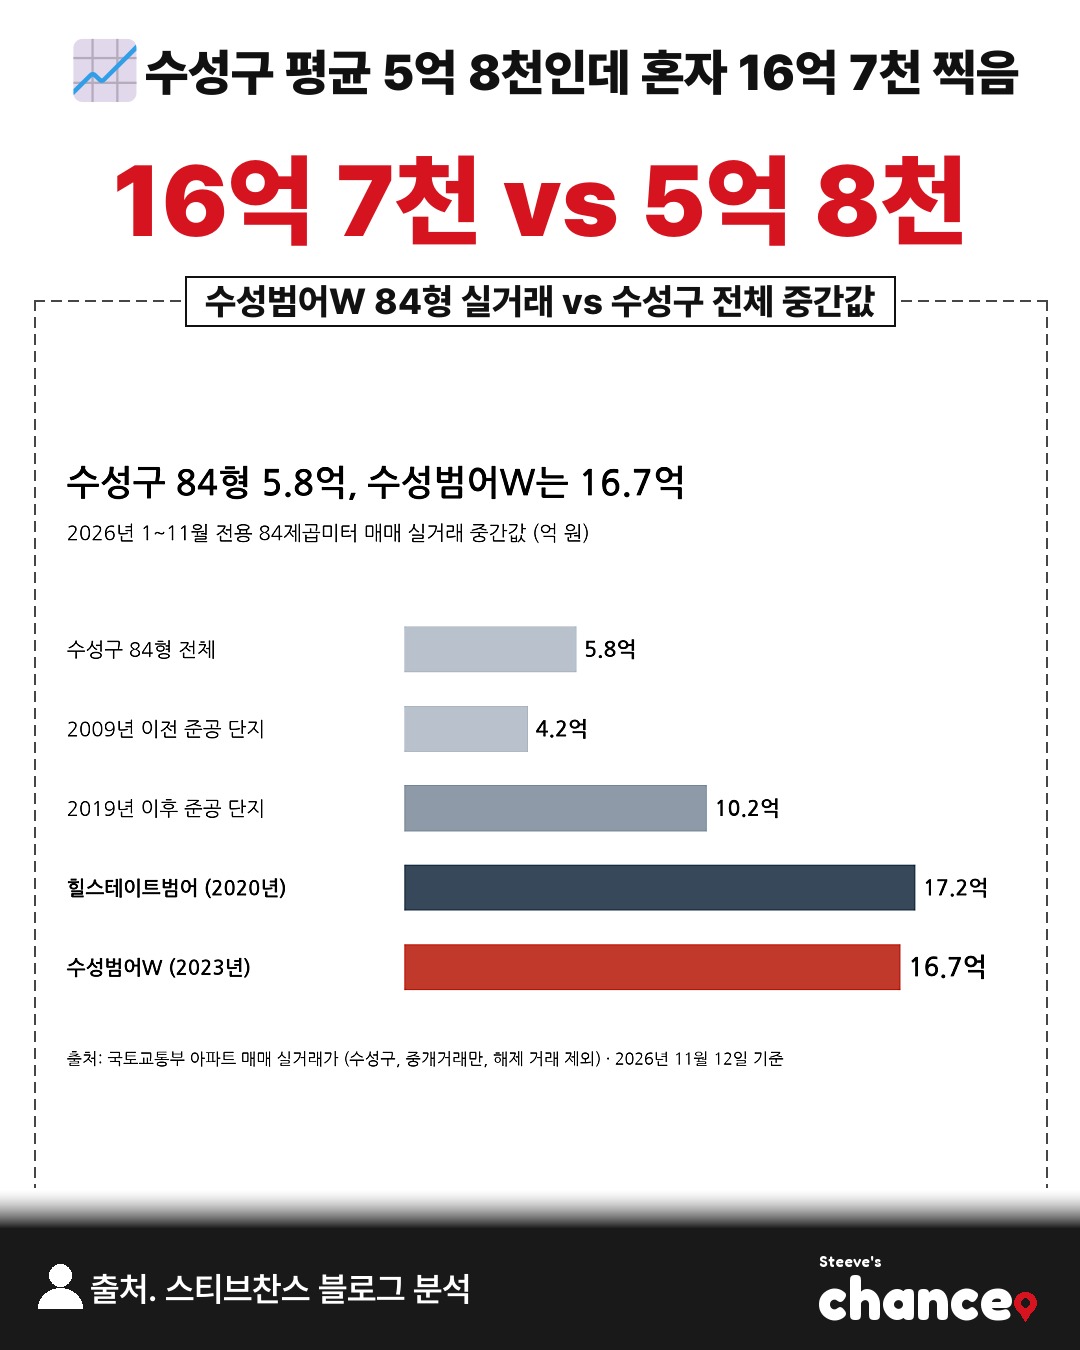 수성구 평균 5억 8천인데 혼자 16억 7천 찍음
16억 7천 vs 5억 8천
수성범어W 84형 실거래 vs 수성구 전체 중간값
수성구 84형 5.8억, 수성범어W는 16.7억
2026년 1~11월 전용 84제곱미터 매매 실거래 중간값 (억 원)
수성구 84형 전체 5.8억
2009년 이전 준공 단지 4.2억
2019년 이후 준공 단지 10.2억
힐스테이트범어 (2020년) 17.2억
수성범어W (2023년) 16.7억
출처: 국토교통부 아파트 매매 실거래가 (수성구, 중개거래만, 해제 거래 제외) · 2026년 11월 12일 기준
출처. 스티브찬스 블로그 분석
Steeve's
chance